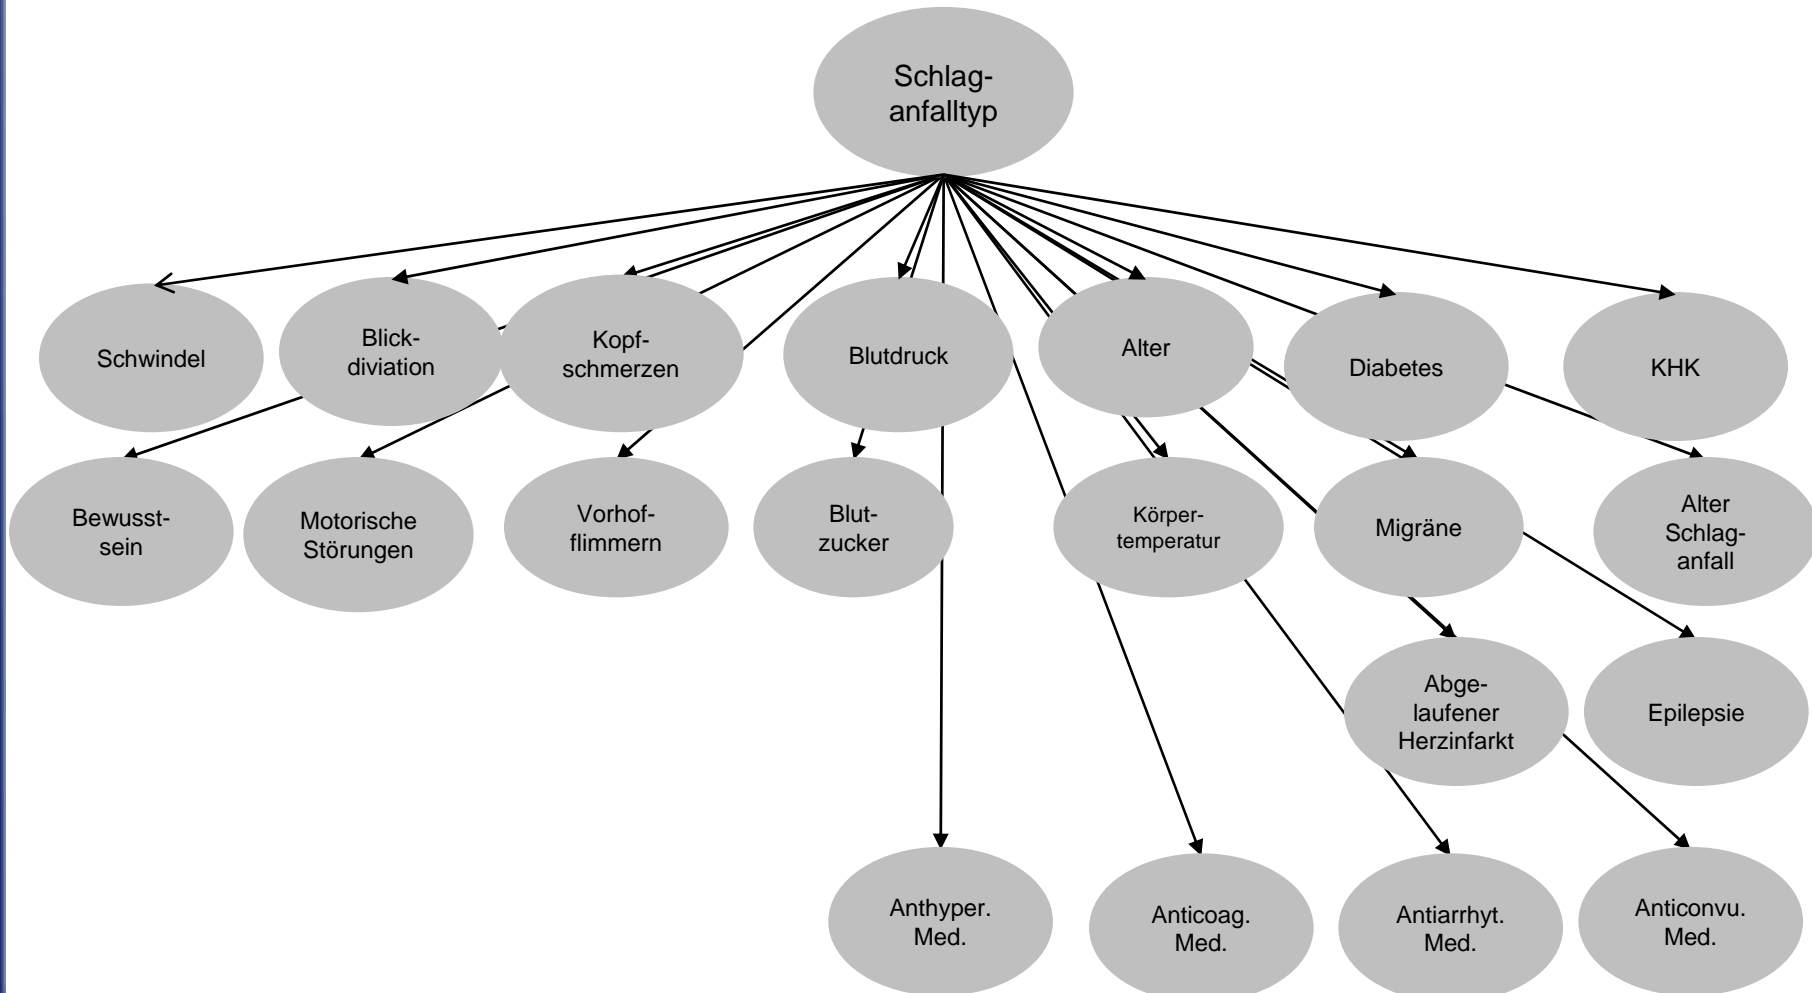 Schlag-
anfalltyp
Schwindel
Blick-
diviation
Kopf-
schmerzen
Blutdruck
Alter
Diabetes
KHK
Bewusst-
sein
Motorische
Störungen
Vorhof-
flimmern
Blut-
zucker
Körper-
temperatur
Migräne
Alter
Schlag-
anfall
Abge-
laufener
Herzinfarkt
Epilepsie
Anthyper.
Med.
Anticoag.
Med.
Antiarrhyt.
Med.
Anticonvu.
Med.